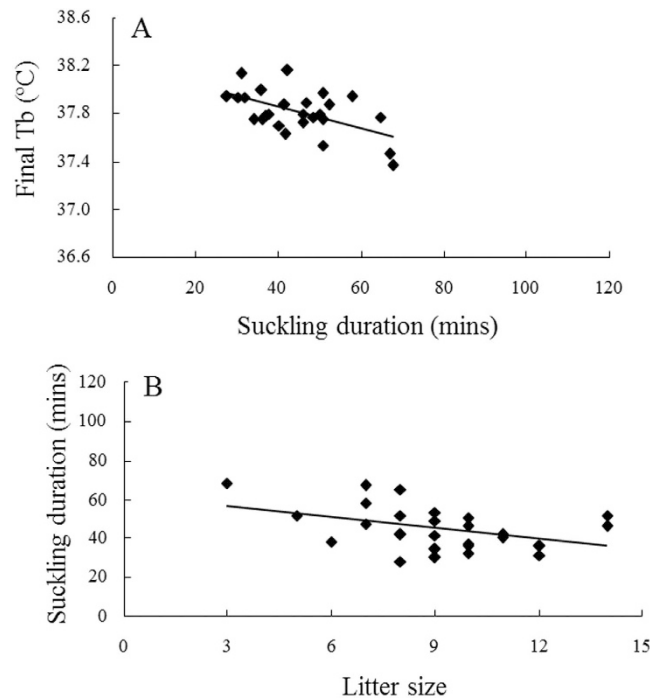 A
Final Tb (°C)
38.6
38.2
37.8
37.4
37.0
36.6
0 20 40 60 80 100 120
Suckling duration (mins)
B
Suckling duration (mins)
120
100
80
60
40
20
0
0 3 6 9 12 15
Litter size